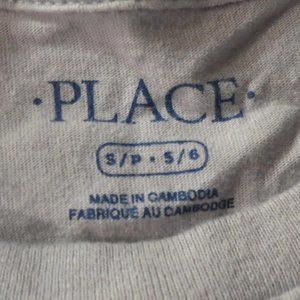 ·PLACE·
S/P · 5/6
MADE IN CAMBODIA
FABRIQUÉ AU CAMBODGE